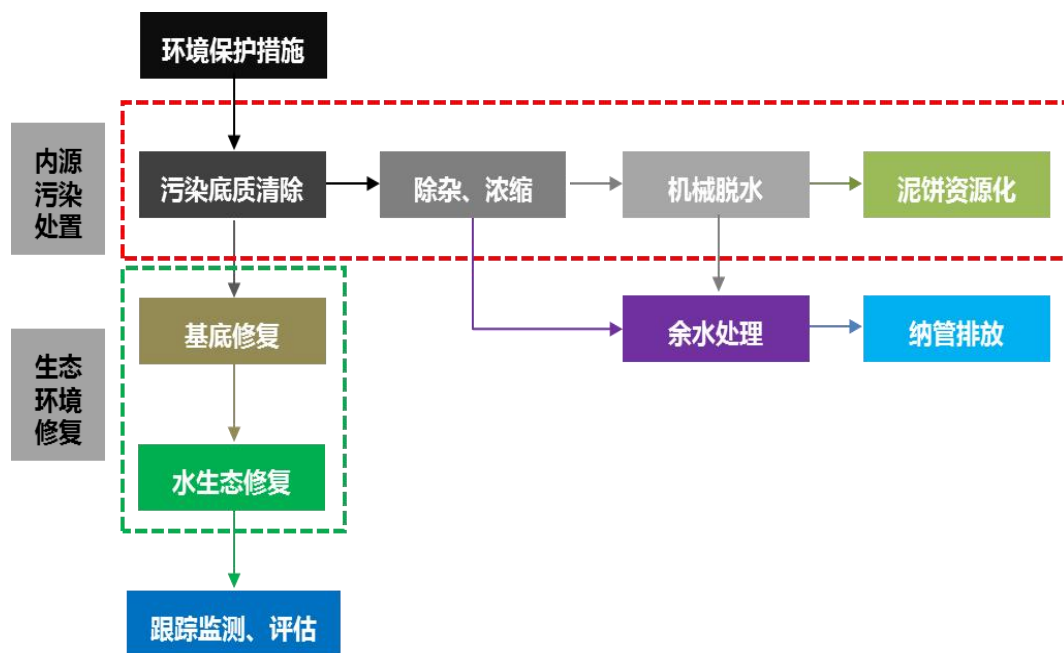 环境保护措施
内源
污染
处置
污染底质清除
除杂、浓缩
机械脱水
泥饼资源化
基底修复
余水处理
纳管排放
生态
环境
修复
水生态修复
跟踪监测、评估